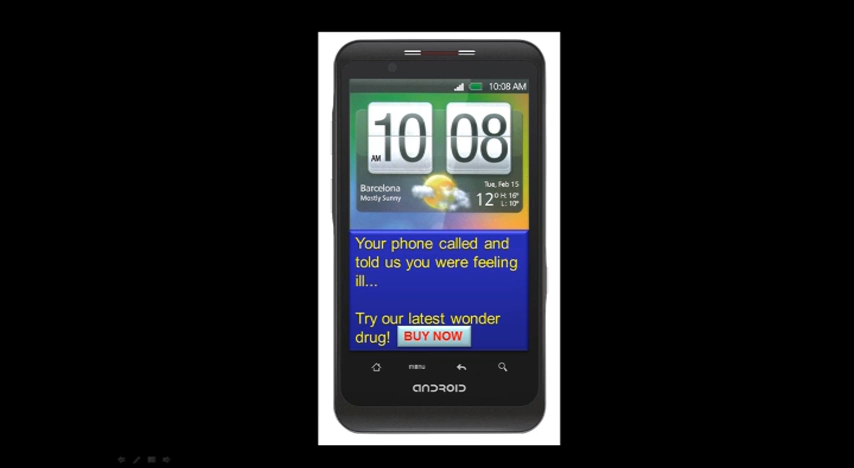 10:08 AM
AM 10 08
Barcelona
Mostly Sunny
Tue, Feb 15
12° H: 16°
L: 10°
Your phone called and
told us you were feeling
ill...
Try our latest wonder
drug! BUY NOW
menu
ANDROID